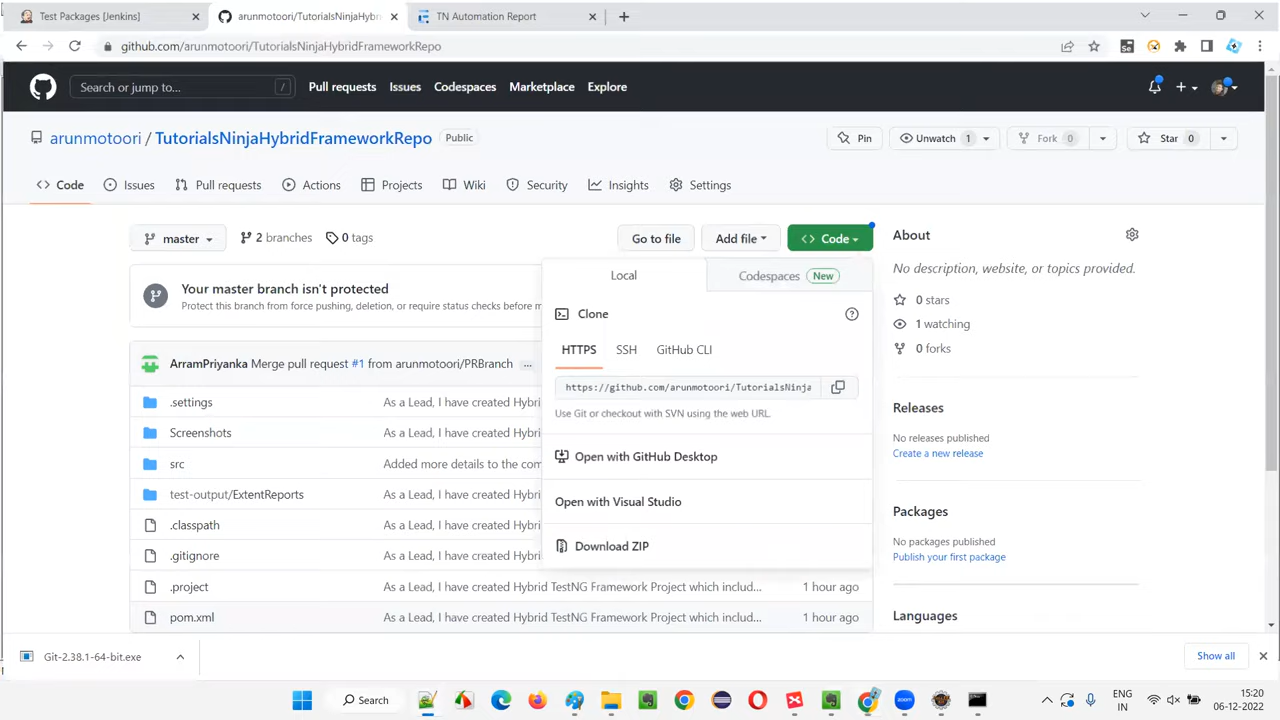 Test Packages [Jenkins]
arunmotoori/TutorialsNinjaHybri
TN Automation Report
github.com/arunmotoori/TutorialsNinjaHybridFrameworkRepo
Search or jump to...
/
Pull requests
Issues
Codespaces
Marketplace
Explore
arunmotoori / TutorialsNinjaHybridFrameworkRepo
Public
Pin
Unwatch 1
Fork 0
Star 0
Code
Issues
Pull requests
Actions
Projects
Wiki
Security
Insights
Settings
master
2 branches
0 tags
Go to file
Add file
Code
About
No description, website, or topics provided.
0 stars
1 watching
0 forks
Releases
No releases published
Create a new release
Packages
No packages published
Publish your first package
Languages
Your master branch isn't protected
Protect this branch from force pushing, deletion, or require status checks before m
ArramPriyanka Merge pull request #1 from arunmotoori/PRBranch ...
.settings As a Lead, I have created Hybri
Screenshots As a Lead, I have created Hybri
src Added more details to the com
test-output/ExtentReports As a Lead, I have created Hybri
.classpath As a Lead, I have created Hybri
.gitignore As a Lead, I have created Hybri
.project As a Lead, I have created Hybrid TestNG Framework Project which includ... 1 hour ago
pom.xml As a Lead, I have created Hybrid TestNG Framework Project which includ... 1 hour ago
Local
Codespaces New
Clone
HTTPS
SSH
GitHub CLI
https://github.com/arunmotoori/TutorialsNinja
Use Git or checkout with SVN using the web URL.
Open with GitHub Desktop
Open with Visual Studio
Download ZIP
Git-2.38.1-64-bit.exe
Show all
Search
zoom
ENG
IN
15:20
06-12-2022